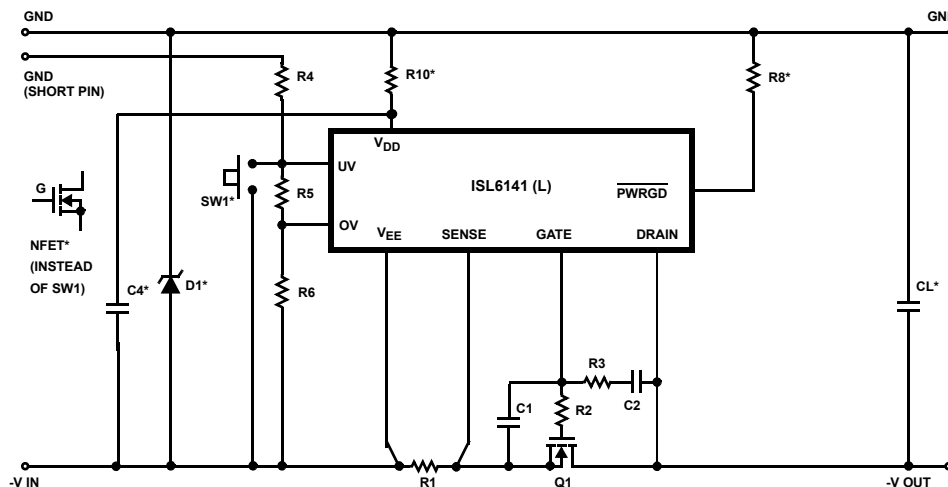 GND
GND
GND
(SHORT PIN)
R4
R10*
R8*
VDD
UV
ISL6141 (L)
PWRGD
G
SW1*
R5
OV
VEE
SENSE
GATE
DRAIN
NFET*
(INSTEAD
OF SW1)
C4*
D1*
R6
CL*
R3
C1
R2
C2
-V IN
R1
Q1
-V OUT